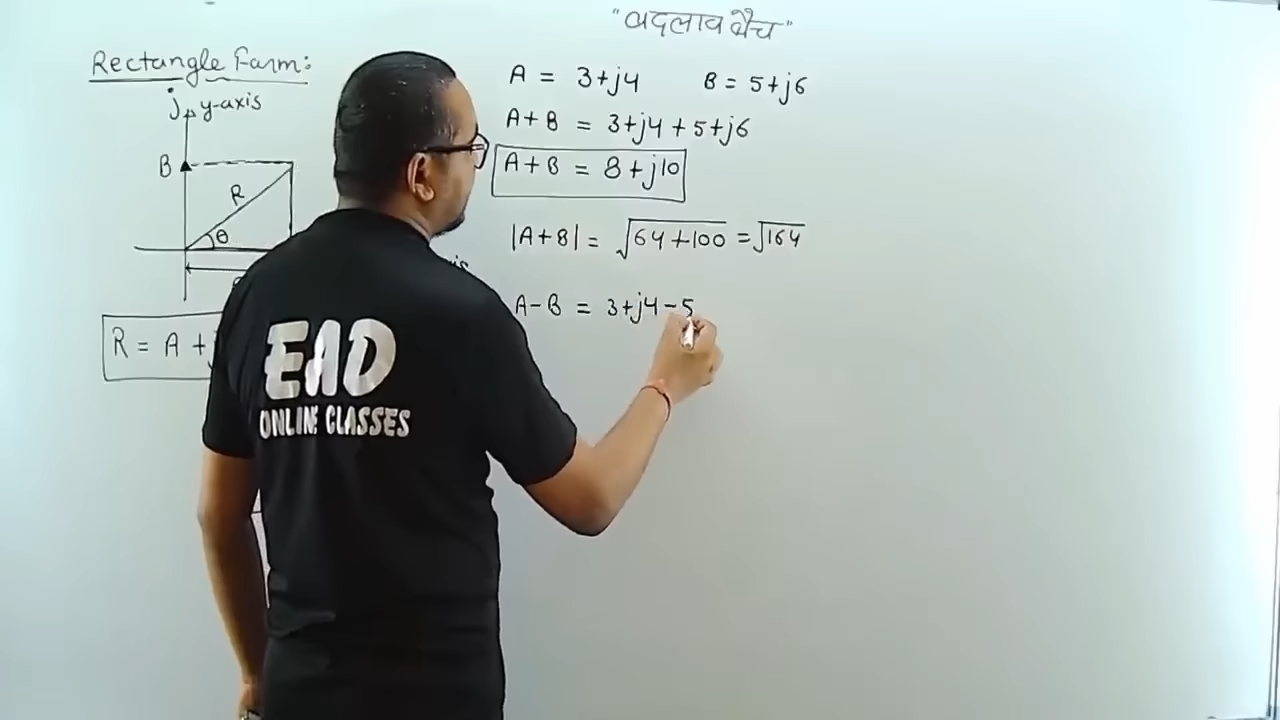 "बदलाव बैच"
Rectangle Farm:
j y-axis
B
R
θ
R = A +
A = 3+j4 B = 5+j6
A+B = 3+j4+5+j6
A+B = 8+j10
|A+B| = √64+100 = √164
A-B = 3+j4-5
EAD
ONLINE CLASSES